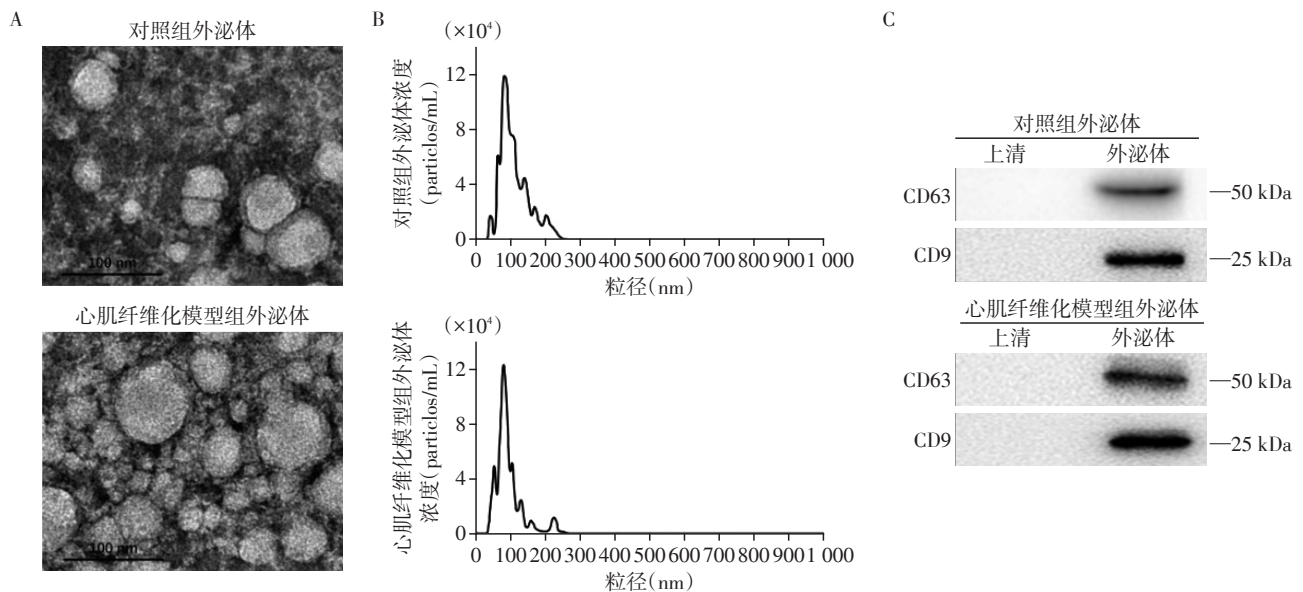 A
对照组外泌体
100 nm
心肌纤维化模型组外泌体
100 nm
B
(×10⁴)
对照组外泌体浓度
(particlos/mL)
12
8
4
0
0 100 200 300 400 500 600 700 800 900 1 000
粒径(nm)
(×10⁴)
心肌纤维化模型组外泌体
浓度(particlos/mL)
12
8
4
0
0 100 200 300 400 500 600 700 800 900 1 000
粒径(nm)
C
对照组外泌体
上清 外泌体
CD63 50 kDa
CD9 25 kDa
心肌纤维化模型组外泌体
上清 外泌体
CD63 50 kDa
CD9 25 kDa